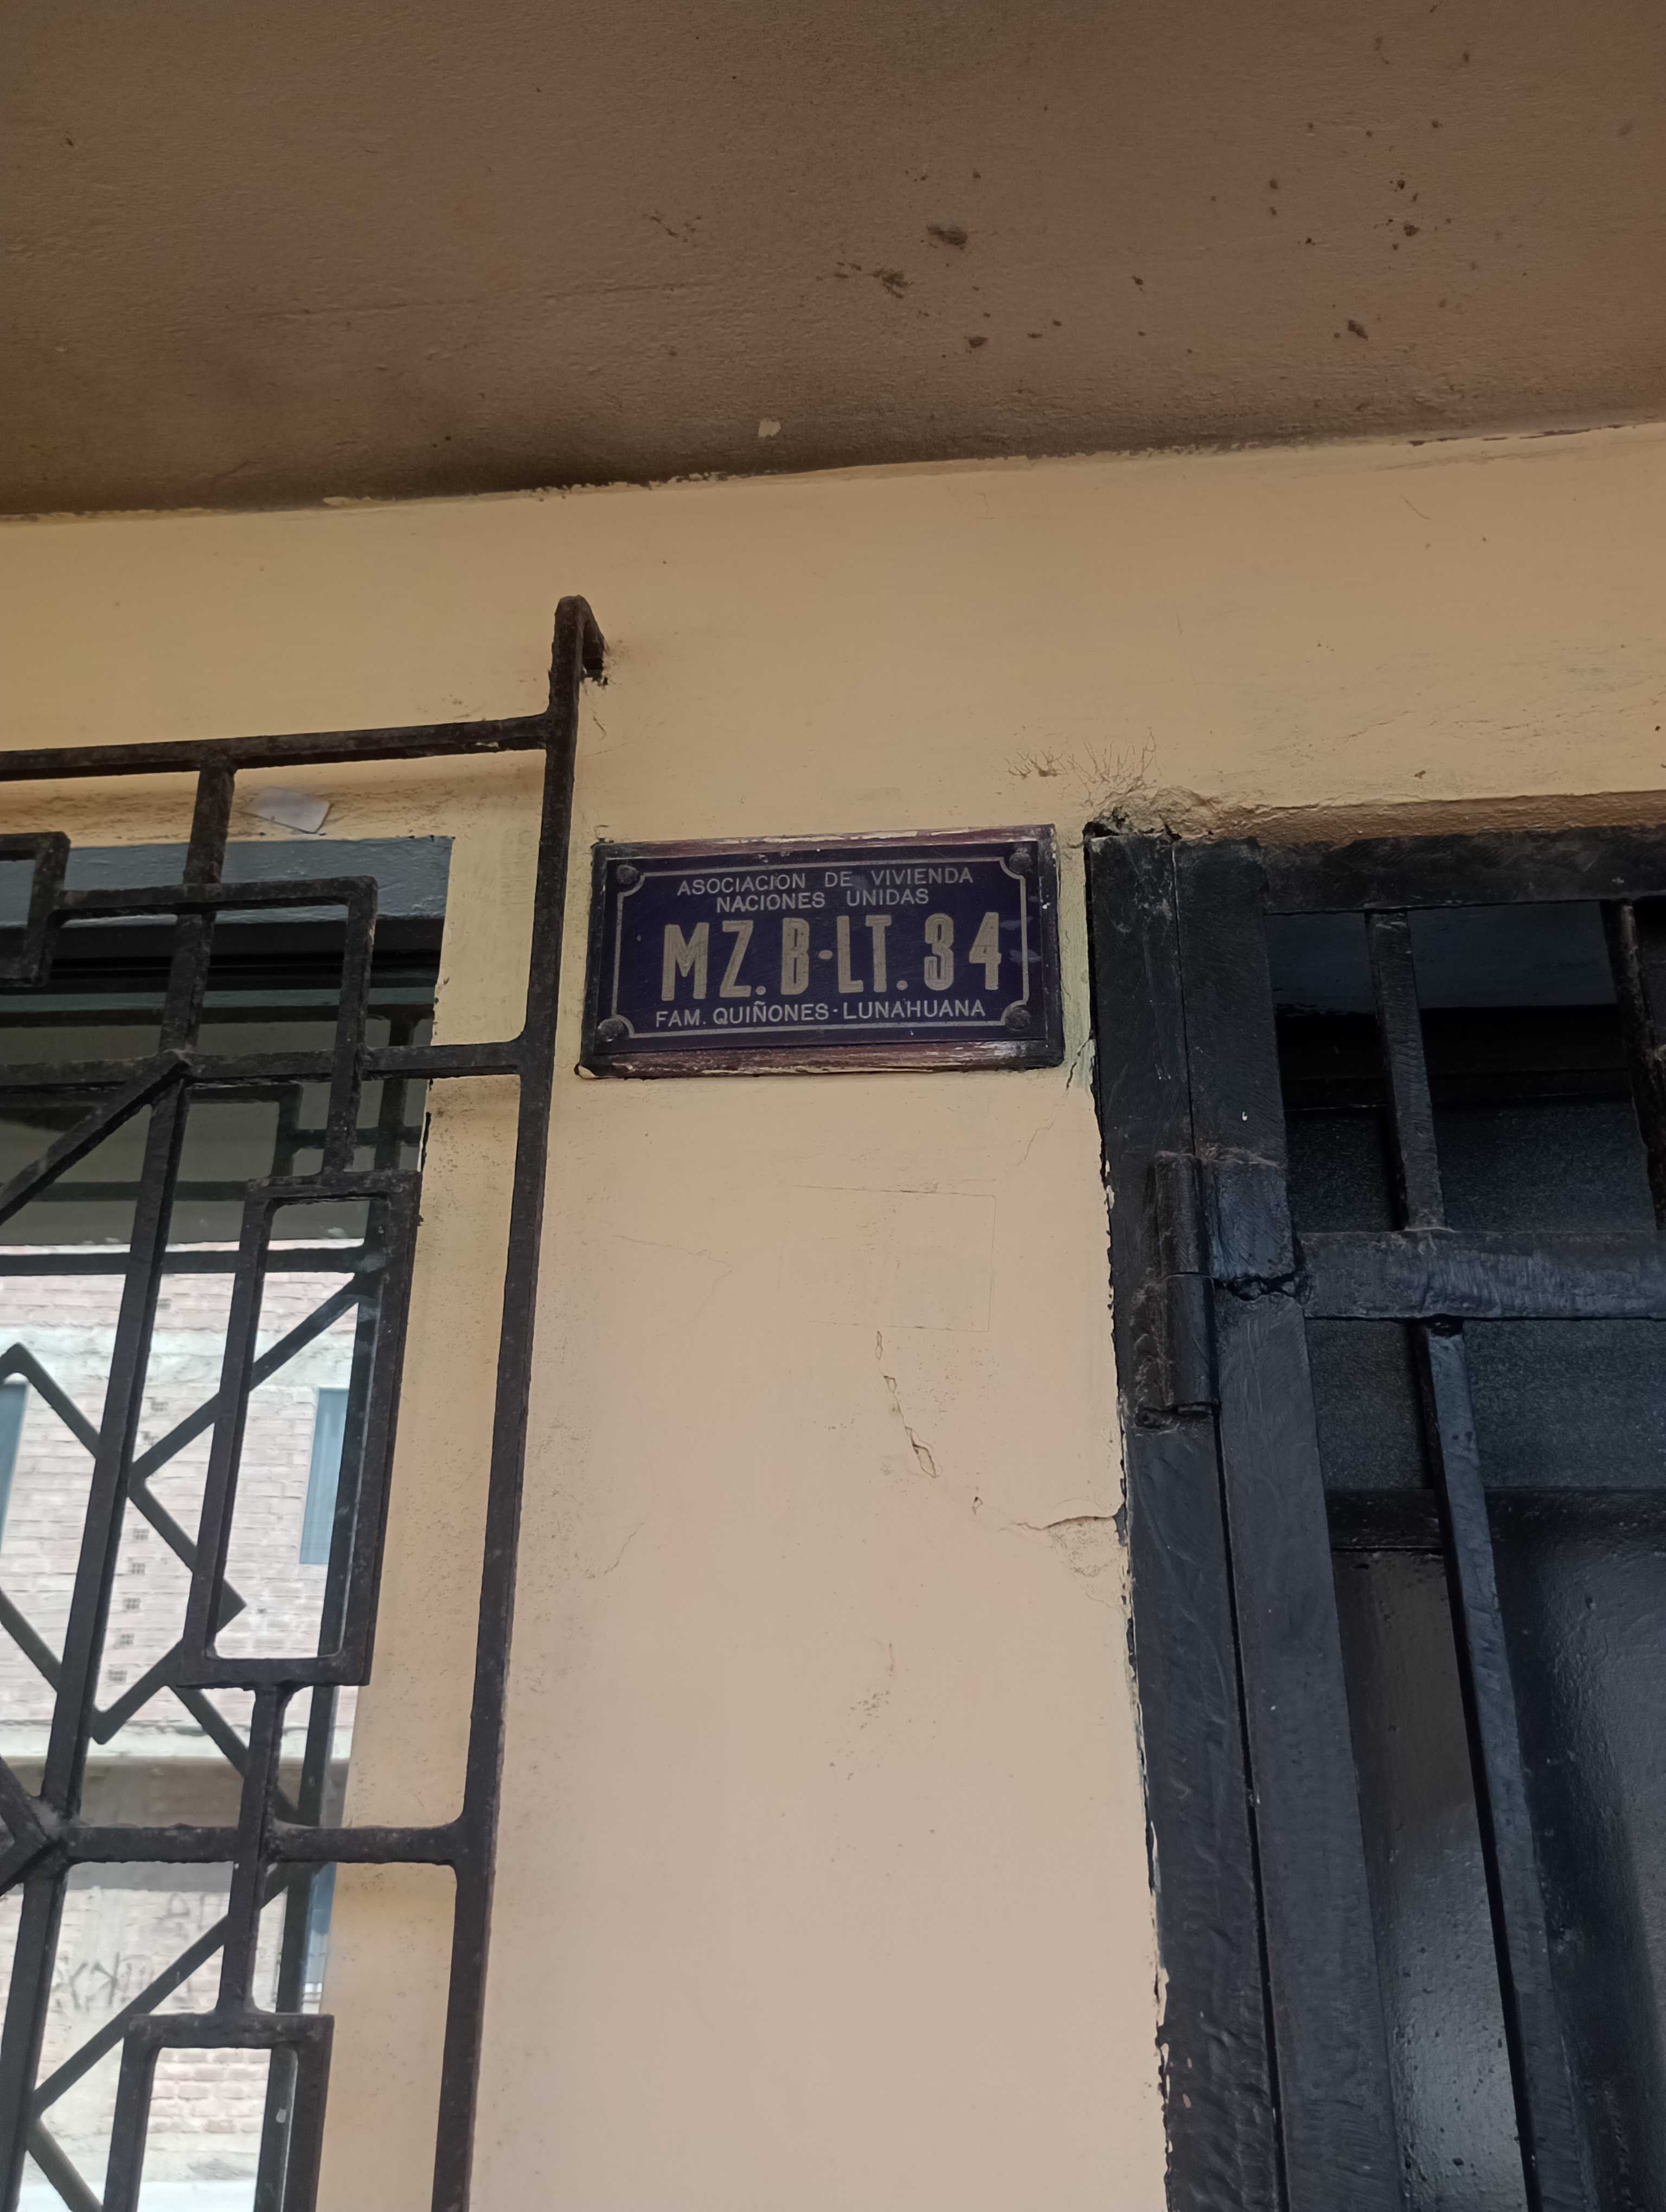 ASOCIACION DE VIVIENDA
NACIONES UNIDAS
MZ. B-LT. 34
FAM. QUIÑONES-LUNAHUANA